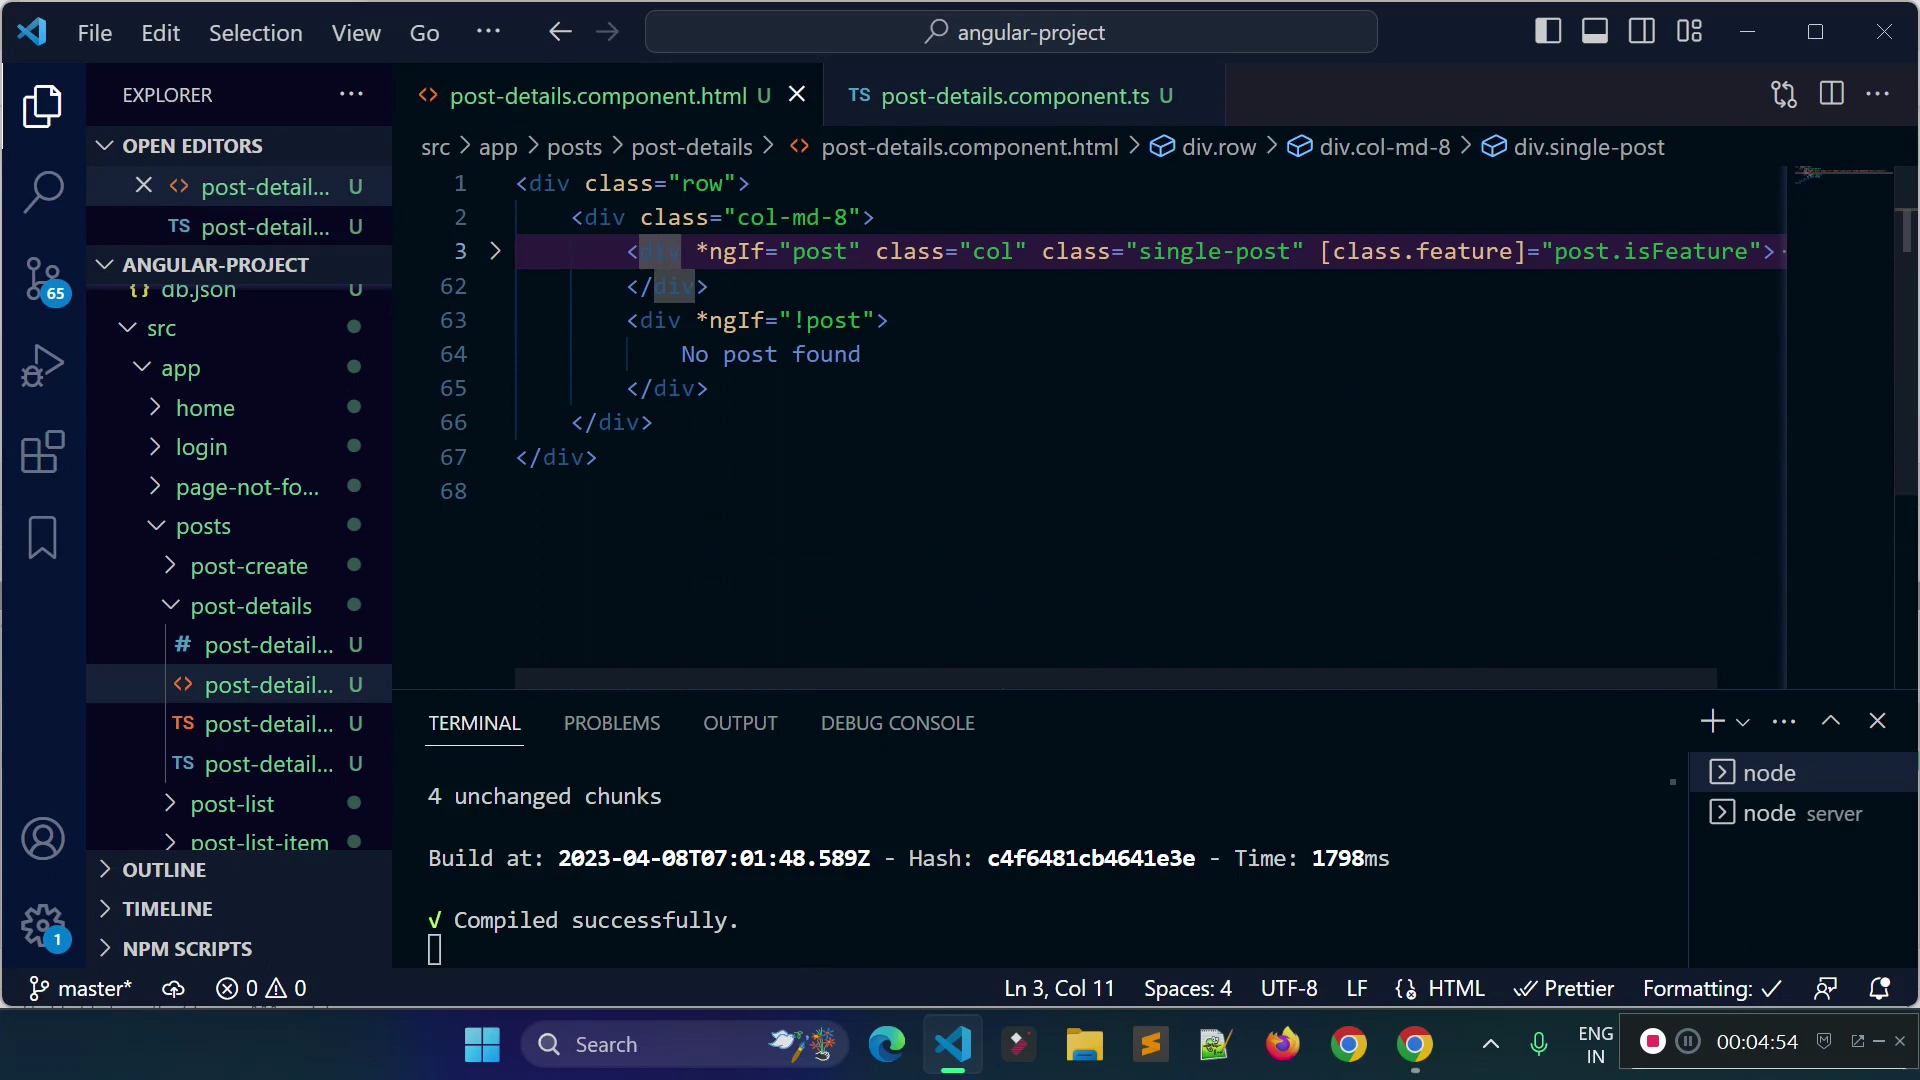 File Edit Selection View Go ··· angular-project
EXPLORER ···
OPEN EDITORS
post-detail... U
TS post-detail... U
ANGULAR-PROJECT
{} db.json U
src
app
home
login
page-not-fo...
posts
post-create
post-details
# post-detail... U
<> post-detail... U
TS post-detail... U
TS post-detail... U
post-list
post-list-item
OUTLINE
TIMELINE
NPM SCRIPTS
65
1
<> post-details.component.html U TS post-details.component.ts U
src > app > posts > post-details > <> post-details.component.html > div.row > div.col-md-8 > div.single-post
1 <div class="row">
2 <div class="col-md-8">
3 <div *ngIf="post" class="col" class="single-post" [class.feature]="post.isFeature">
62 </div>
63 <div *ngIf="!post">
64 No post found
65 </div>
66 </div>
67 </div>
68
TERMINAL PROBLEMS OUTPUT DEBUG CONSOLE
4 unchanged chunks
Build at: 2023-04-08T07:01:48.589Z - Hash: c4f6481cb4641e3e - Time: 1798ms
√ Compiled successfully.
node
node server
master* 0 0 Ln 3, Col 11 Spaces: 4 UTF-8 LF HTML Prettier Formatting: ✓
Search
ENG
IN
00:04:54